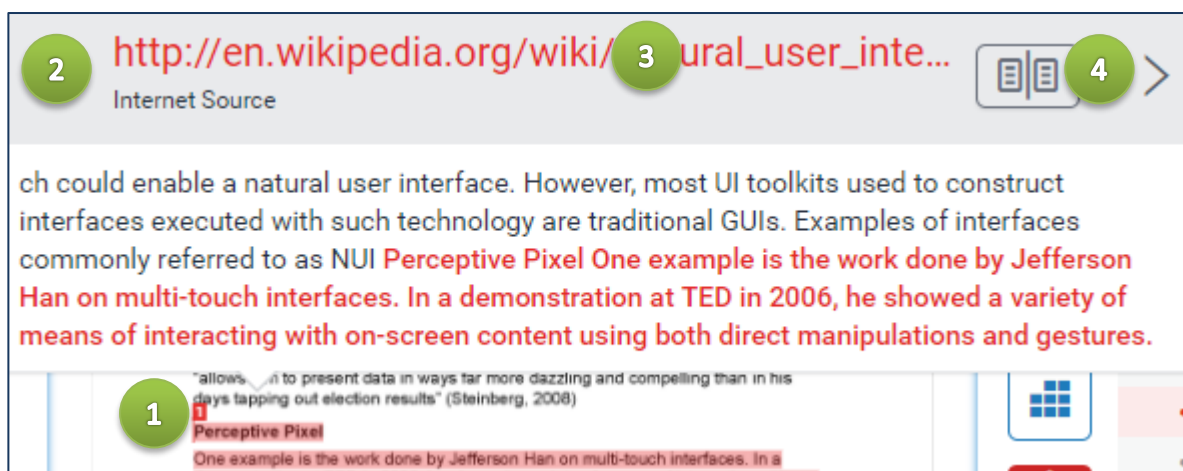 2
http://en.wikipedia.org/wiki/
3
ural_user_inte...
4
Internet Source
ch could enable a natural user interface. However, most UI toolkits used to construct
interfaces executed with such technology are traditional GUIs. Examples of interfaces
commonly referred to as NUI Perceptive Pixel One example is the work done by Jefferson
Han on multi-touch interfaces. In a demonstration at TED in 2006, he showed a variety of
means of interacting with on-screen content using both direct manipulations and gestures.
"allows to present data in ways far more dazzling and compelling than in his
1
days tapping out election results" (Steinberg, 2008)
1
Perceptive Pixel
One example is the work done by Jefferson Han on multi-touch interfaces. In a